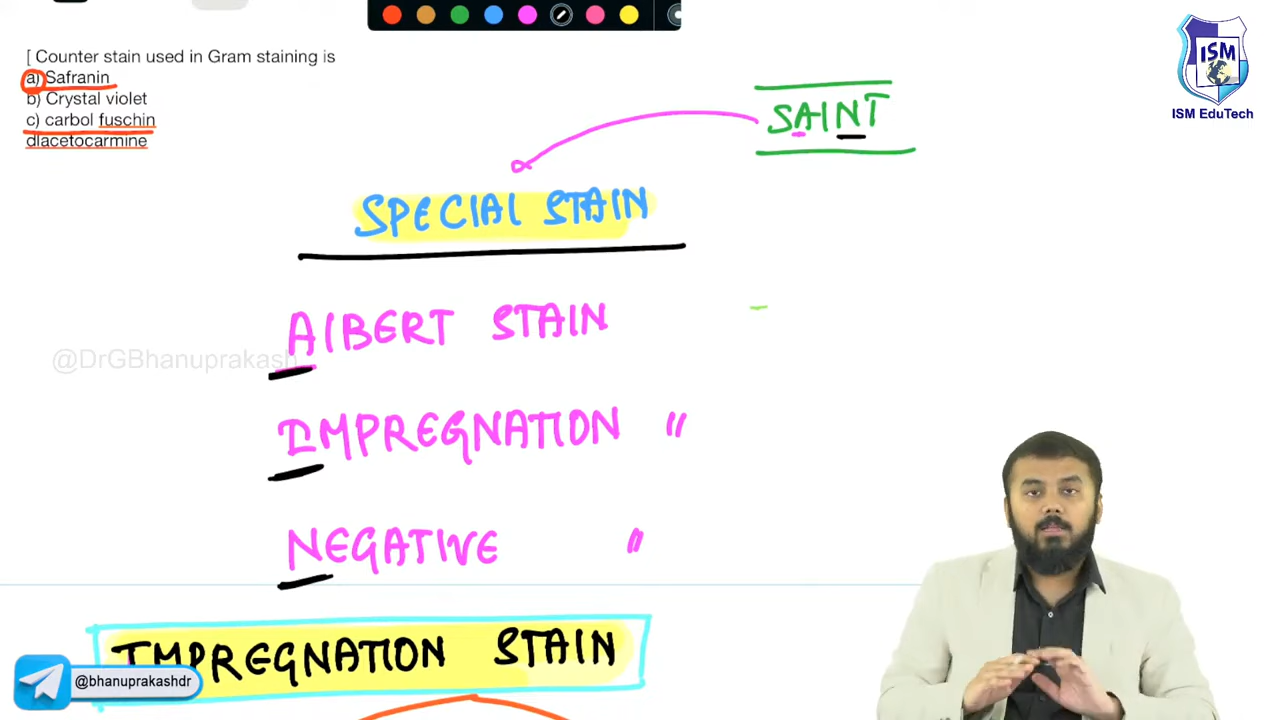 [ Counter stain used in Gram staining is
a) Safranin
b) Crystal violet
c) carbol fuschin
dlacetocarmine
ISM
ISM EduTech
SAINT
SPECIAL STAIN
AlBERT STAIN
@DrGBhanuprakash
IMPREGNATION "
NEGATIVE "
IMPREGNATION STAIN
@bhanuprakashdr